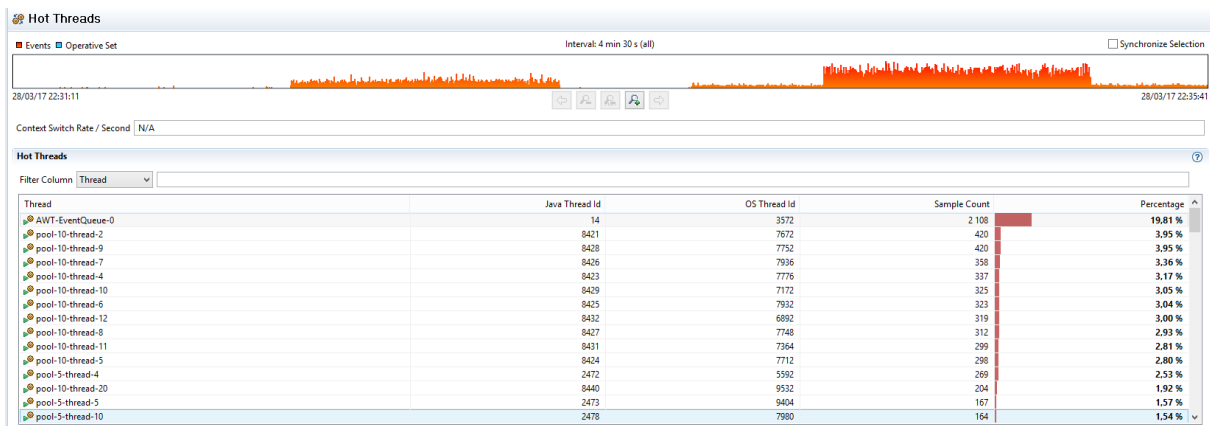 Hot Threads
Events Operative Set Interval: 4 min 30 s (all) Synchronize Selection
28/03/17 22:31:11 28/03/17 22:35:41
Context Switch Rate / Second N/A
Hot Threads
Filter Column Thread
Thread Java Thread Id OS Thread Id Sample Count Percentage
AWT-EventQueue-0 14 3572 2 108 19,81 %
pool-10-thread-2 8421 7672 420 3,95 %
pool-10-thread-9 8428 7752 420 3,95 %
pool-10-thread-7 8426 7936 358 3,36 %
pool-10-thread-4 8423 7776 337 3,17 %
pool-10-thread-10 8429 7172 325 3,05 %
pool-10-thread-6 8425 7932 323 3,04 %
pool-10-thread-12 8432 6892 319 3,00 %
pool-10-thread-8 8427 7748 312 2,93 %
pool-10-thread-11 8431 7364 299 2,81 %
pool-10-thread-5 8424 7712 298 2,80 %
pool-5-thread-4 2472 5592 269 2,53 %
pool-10-thread-20 8440 9532 204 1,92 %
pool-5-thread-5 2473 9404 167 1,57 %
pool-5-thread-10 2478 7980 164 1,54 %